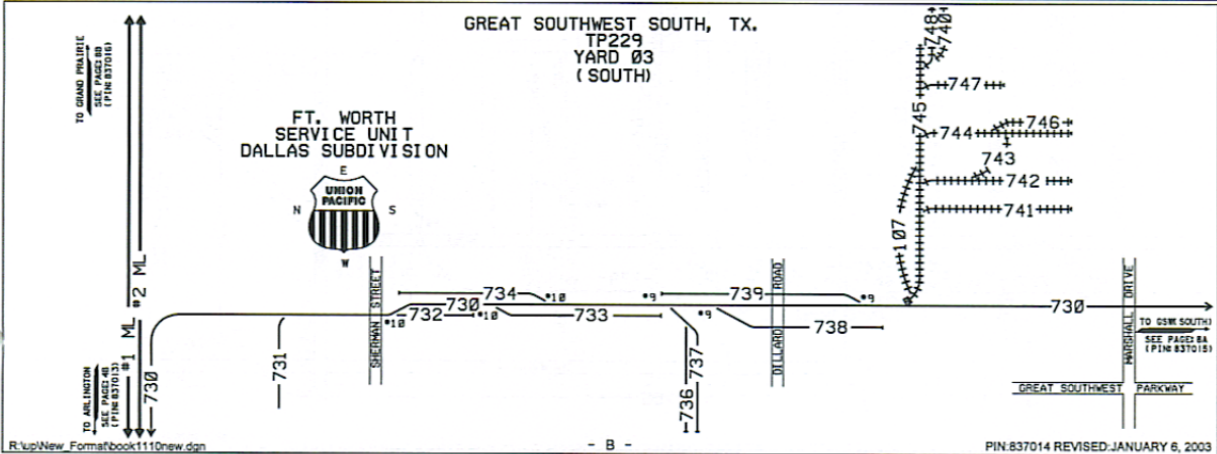 GREAT SOUTHWEST SOUTH, TX.
TP229
YARD 03
(SOUTH)
TO GRAND PRAIRIE
SEE PAGE: 8B
(PIN: 837016)
FT. WORTH
SERVICE UNIT
DALLAS SUBDIVISION
E
UNION
PACIFIC
N
S
W
748
740
747
745
746
744
743
742
741
107
#2 ML
#1 ML
SHERMAN STREET
DILLARD ROAD
MARSHALL DRIVE
734
#10
730
732
#10
#10
733
#9
#9
739
#9
738
730
731
730
736
737
TO GSW( SOUTH)
SEE PAGE: 8A
(PIN: 837015)
GREAT SOUTHWEST PARKWAY
TO ARLINGTON
SEE PAGE: 4B
(PIN: 837013)
R:\up\New_Format\book1110new.dgn
- B -
PIN:837014 REVISED:JANUARY 6, 2003